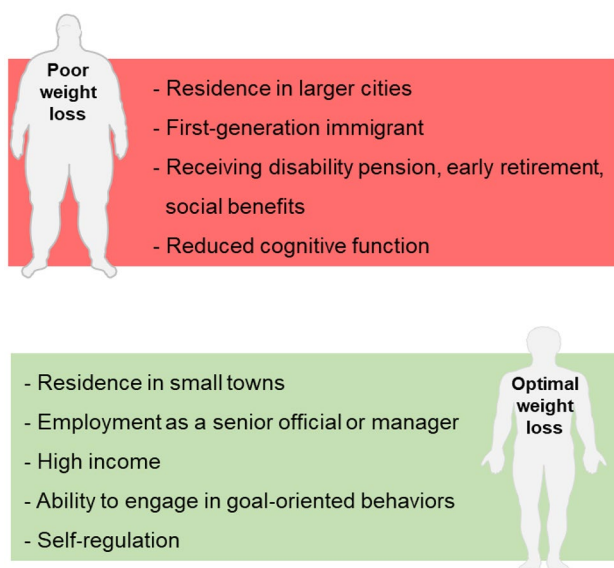 Poor
weight
loss
- Residence in larger cities
- First-generation immigrant
- Receiving disability pension, early retirement,
social benefits
- Reduced cognitive function
- Residence in small towns
- Employment as a senior official or manager
- High income
- Ability to engage in goal-oriented behaviors
- Self-regulation
Optimal
weight
loss